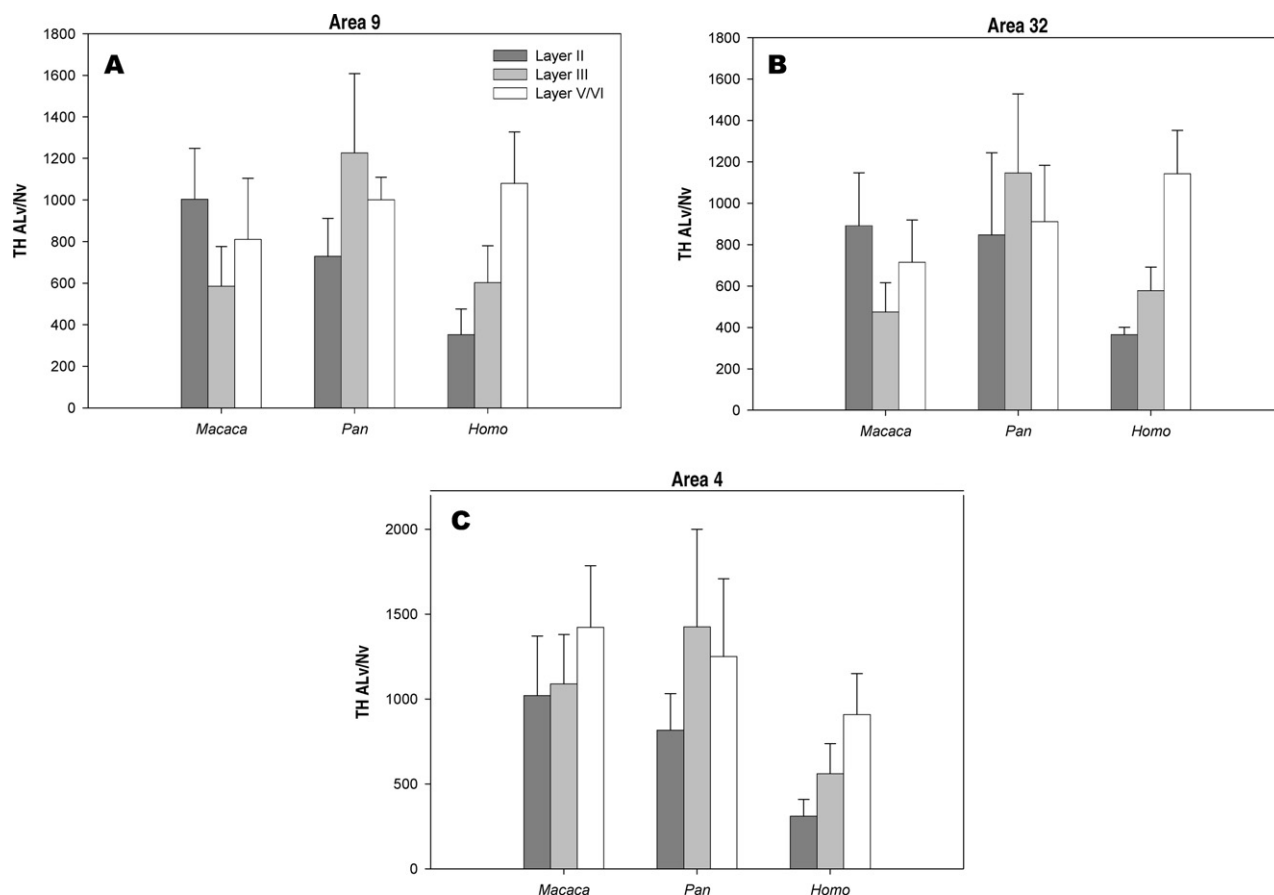 Area 9
A
1800
1600
1400
1200
1000
800
600
400
200
0
TH ALv/Nv
Layer II
Layer III
Layer V/VI
Macaca Pan Homo
Area 32
B
1800
1600
1400
1200
1000
800
600
400
200
0
TH ALv/Nv
Macaca Pan Homo
Area 4
C
2000
1500
1000
500
0
TH ALv/Nv
Macaca Pan Homo